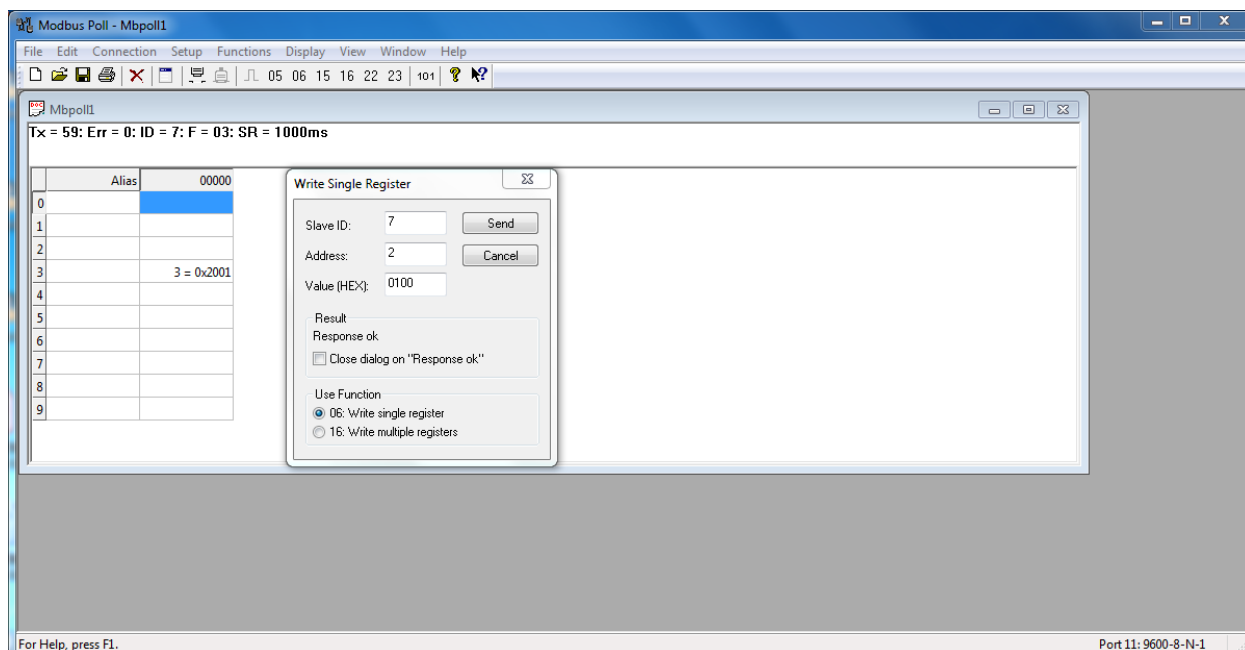 Modbus Poll - Mbpoll1
File Edit Connection Setup Functions Display View Window Help
05 06 15 16 22 23 101
Mbpoll1
Tx = 59: Err = 0: ID = 7: F = 03: SR = 1000ms
Alias 00000
0
1
2
3 3 = 0x2001
4
5
6
7
8
9
Write Single Register
Slave ID: 7 Send
Address: 2 Cancel
Value (HEX): 0100
Result
Response ok
Close dialog on "Response ok"
Use Function
06: Write single register
16: Write multiple registers
For Help, press F1. Port 11: 9600-8-N-1